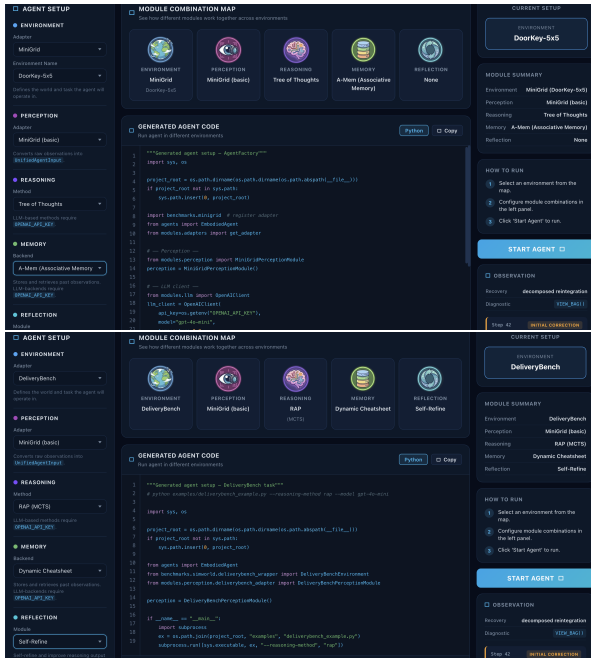 AGENT SETUP
ENVIRONMENT
Adapter
MiniGrid
Environment Name
DoorKey-5x5
Defines the world and task the agent will
operate in.
PERCEPTION
Adapter
MiniGrid (basic)
Converts raw observations into
UnifiedAgentInput
REASONING
Method
Tree of Thoughts
LLM-based methods require
OPENAI_API_KEY
MEMORY
Backend
A-Mem (Associative Memory
Stores and retrieves past observations.
LLM-backends require
OPENAI_API_KEY
REFLECTION
Module
MODULE COMBINATION MAP
See how different modules work together across environments
ENVIRONMENT
MiniGrid
DoorKey-5x5
PERCEPTION
MiniGrid (basic)
REASONING
Tree of Thoughts
MEMORY
A-Mem (Associative
Memory)
REFLECTION
None
GENERATED AGENT CODE
Run agent in different environments
Python
Copy
1 """Generated agent setup — AgentFactory"""
2 import sys, os
3
4 project_root = os.path.dirname(os.path.dirname(os.path.abspath(__file__)))
5 if project_root not in sys.path:
6 sys.path.insert(0, project_root)
7
8 import benchmarks.minigrid # register adapter
9 from agents import EmbodiedAgent
10 from modules.adapters import get_adapter
11
12 # —— Perception ——
13 from modules.perception import MiniGridPerceptionModule
14 perception = MiniGridPerceptionModule()
15
16 # —— LLM client ——
17 from modules.llm import OpenAIClient
18 llm_client = OpenAIClient(
19 api_key=os.getenv("OPENAI_API_KEY"),
20 model="gpt-4o-mini",
CURRENT SETUP
ENVIRONMENT
DoorKey-5x5
MODULE SUMMARY
Environment MiniGrid (DoorKey-5x5)
Perception MiniGrid (basic)
Reasoning Tree of Thoughts
Memory A-Mem (Associative Memory)
Reflection None
HOW TO RUN
1 Select an environment from the
map.
2 Configure module combinations in
the left panel.
3 Click 'Start Agent' to run.
START AGENT
OBSERVATION
Recovery decomposed reintegration
Diagnostic VIEW_BAG()
Step 42 INITIAL CORRECTION
AGENT SETUP
ENVIRONMENT
Adapter
DeliveryBench
Defines the world and task the agent will
operate in.
PERCEPTION
Adapter
MiniGrid (basic)
Converts raw observations into
UnifiedAgentInput
REASONING
Method
RAP (MCTS)
LLM-based methods require
OPENAI_API_KEY
MEMORY
Backend
Dynamic Cheatsheet
Stores and retrieves past observations.
LLM-backends require
OPENAI_API_KEY
REFLECTION
Module
Self-Refine
Self-refine and improve reasoning output
MODULE COMBINATION MAP
See how different modules work together across environments
ENVIRONMENT
DeliveryBench
PERCEPTION
MiniGrid (basic)
REASONING
RAP
(MCTS)
MEMORY
Dynamic Cheatsheet
REFLECTION
Self-Refine
GENERATED AGENT CODE
Run agent in different environments
Python
Copy
1 """Generated agent setup — DeliveryBench task"""
2 # python examples/deliverybench_example.py --reasoning-method rap --model gpt-4o-mini
3
4 import sys, os
5
6 project_root = os.path.dirname(os.path.dirname(os.path.abspath(__file__)))
7 if project_root not in sys.path:
8 sys.path.insert(0, project_root)
9
10 from agents import EmbodiedAgent
11 from benchmarks.simworld.deliverybench_wrapper import DeliveryBenchEnvironment
12 from modules.perception.deliverybench_adapter import DeliveryBenchPerceptionModule
13
14 perception = DeliveryBenchPerceptionModule()
15
16 if __name__ == "__main__":
17 import subprocess
18 ex = os.path.join(project_root, "examples", "deliverybench_example.py")
19 subprocess.run([sys.executable, ex, "--reasoning-method", "rap"])
CURRENT SETUP
ENVIRONMENT
DeliveryBench
MODULE SUMMARY
Environment DeliveryBench
Perception MiniGrid (basic)
Reasoning RAP (MCTS)
Memory Dynamic Cheatsheet
Reflection Self-Refine
HOW TO RUN
1 Select an environment from the
map.
2 Configure module combinations in
the left panel.
3 Click 'Start Agent' to run.
START AGENT
OBSERVATION
Recovery decomposed reintegration
Diagnostic VIEW_BAG()
Step 42 INITIAL CORRECTION